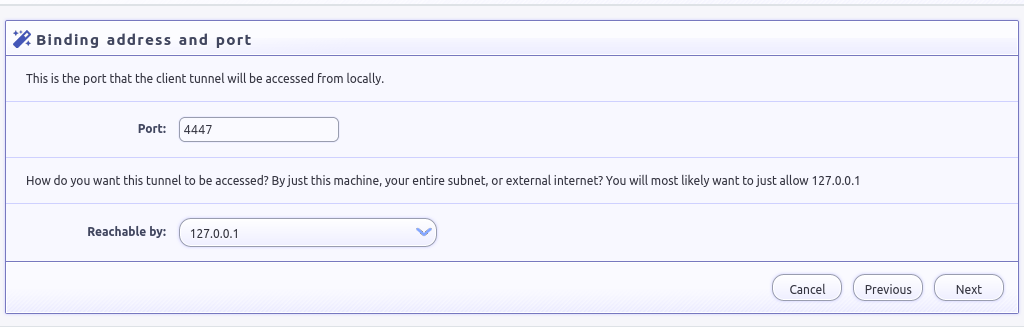 Binding address and port
This is the port that the client tunnel will be accessed from locally.
Port: 4447
How do you want this tunnel to be accessed? By just this machine, your entire subnet, or external internet? You will most likely want to just allow 127.0.0.1
Reachable by: 127.0.0.1
Cancel Previous Next